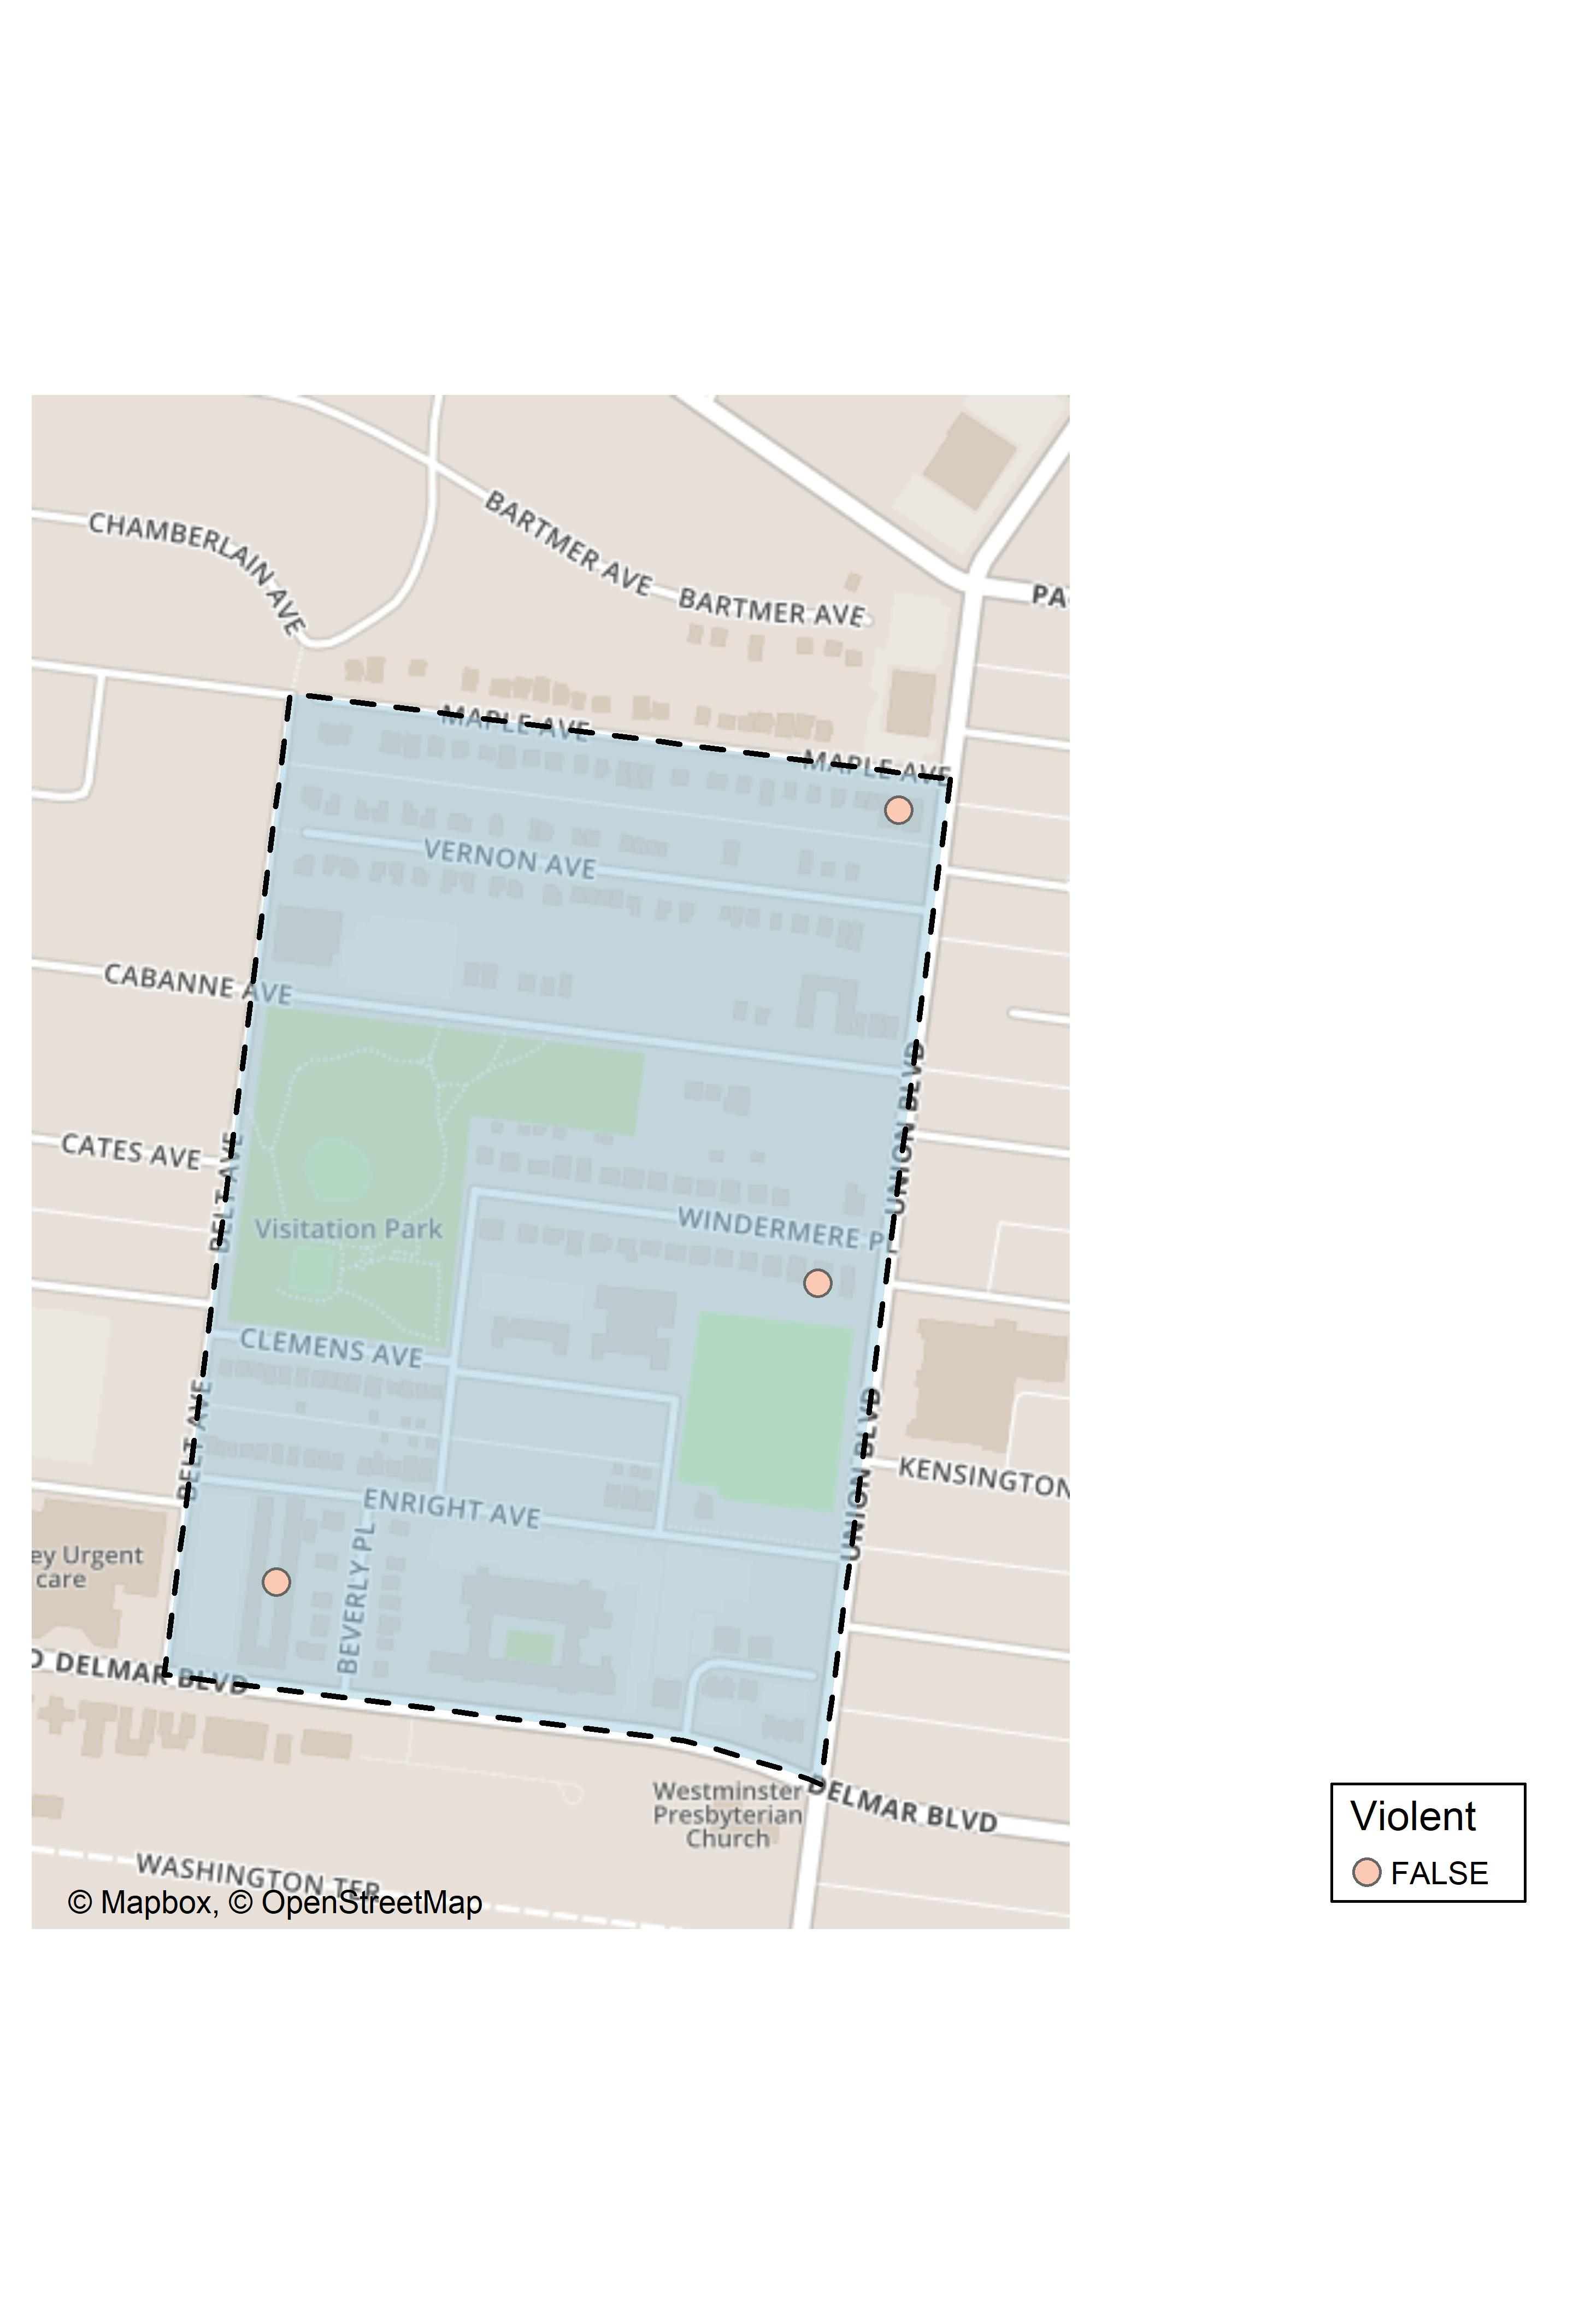 CHAMBERLAIN AVE
BARTMER AVE
BARTMER AVE
PA
MAPLE AVE
MAPLE AVE
VERNON AVE
CABANNE AVE
UNION BLVD
CATES AVE
BELT AVE
Visitation Park
WINDERMERE PL
CLEMENS AVE
BELT AVE
UNION BLVD
KENSINGTON
ENRIGHT AVE
BEVERLY PL
ey Urgent
care
DELMAR BLVD
Westminster
Presbyterian
Church
DELMAR BLVD
WASHINGTON TER
© Mapbox, © OpenStreetMap
Violent
FALSE